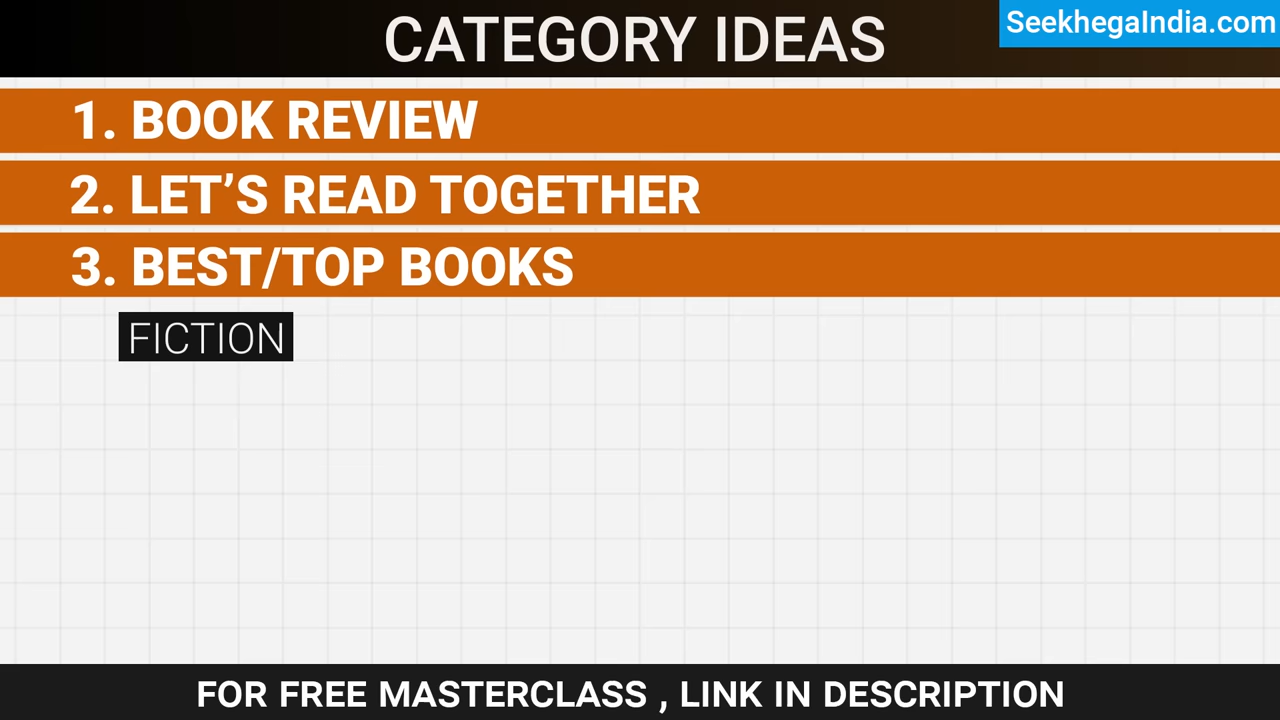 CATEGORY IDEAS
SeekhegaIndia.com
1. BOOK REVIEW
2. LET’S READ TOGETHER
3. BEST/TOP BOOKS
FICTION
FOR FREE MASTERCLASS , LINK IN DESCRIPTION